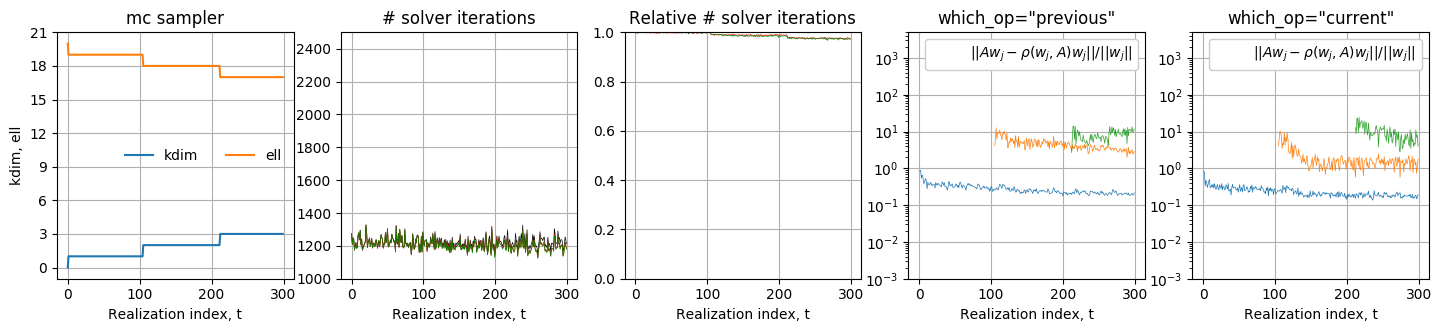 mc sampler
kdim, ell
21
18
15
12
9
6
3
0
kdim
ell
0 100 200 300
Realization index, t
# solver iterations
2400
2200
2000
1800
1600
1400
1200
1000
0 100 200 300
Realization index, t
Relative # solver iterations
1.0
0.8
0.6
0.4
0.2
0.0
0 100 200 300
Realization index, t
which_op="previous"
||Aw_j − ρ(w_j, A)w_j||/||w_j||
10^3
10^2
10^1
10^0
10^−1
10^−2
10^−3
0 100 200 300
Realization index, t
which_op="current"
||Aw_j − ρ(w_j, A)w_j||/||w_j||
10^3
10^2
10^1
10^0
10^−1
10^−2
10^−3
0 100 200 300
Realization index, t